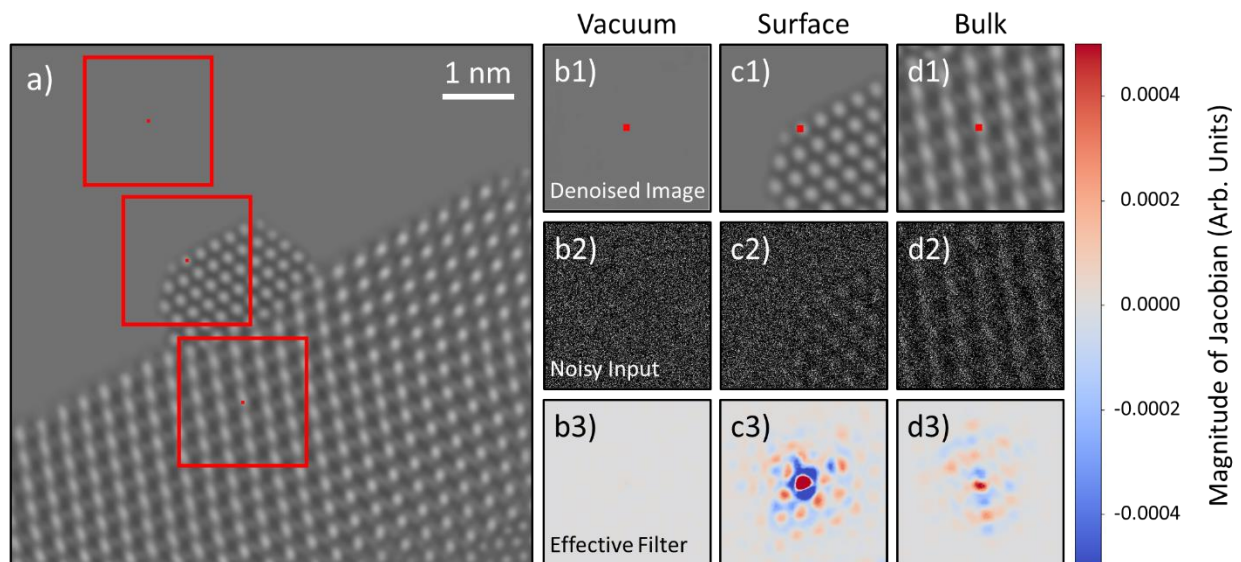 Vacuum
Surface
Bulk
a)
1 nm
b1)
c1)
d1)
Denoised Image
b2)
c2)
d2)
Noisy Input
b3)
c3)
d3)
Effective Filter
0.0004
0.0002
0.0000
-0.0002
-0.0004
Magnitude of Jacobian (Arb. Units)